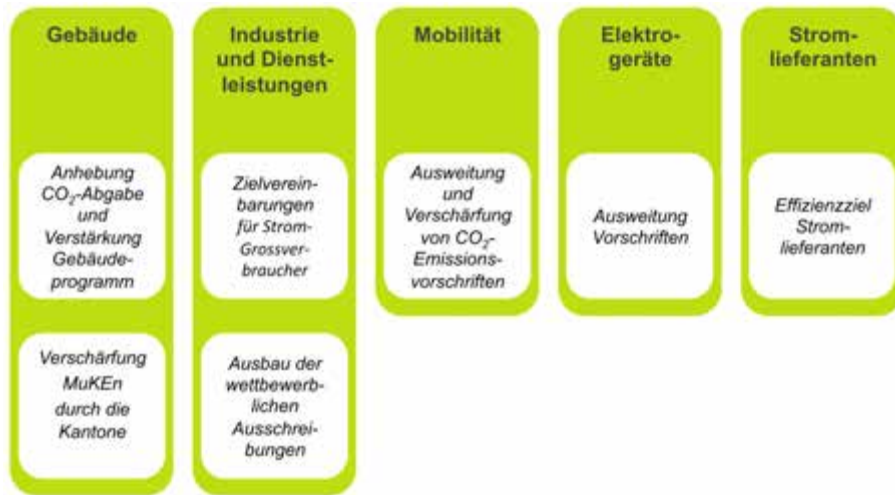 Gebäude
Anhebung
CO₂-Abgabe
und
Verstärkung
Gebäude-
programm
Verschärfung
MuKEn
durch die
Kantone
Industrie
und Dienst-
leistungen
Zielverein-
barungen
für Strom-
Grossver-
braucher
Ausbau der
wettbewerb-
lichen
Ausschrei-
bungen
Mobilität
Ausweitung
und
Verschärfung
von CO₂-
Emissions-
vorschriften
Elektro-
geräte
Ausweitung
Vorschriften
Strom-
lieferanten
Effizienzziel
Strom-
lieferanten